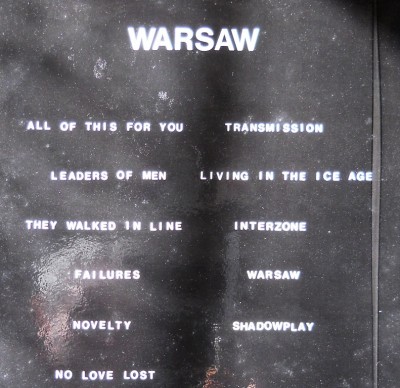 WARSAW
ALL OF THIS FOR YOU
LEADERS OF MEN
THEY WALKED IN LINE
FAILURES
NOVELTY
NO LOVE LOST
TRANSMISSION
LIVING IN THE ICE AGE
INTERZONE
WARSAW
SHADOWPLAY